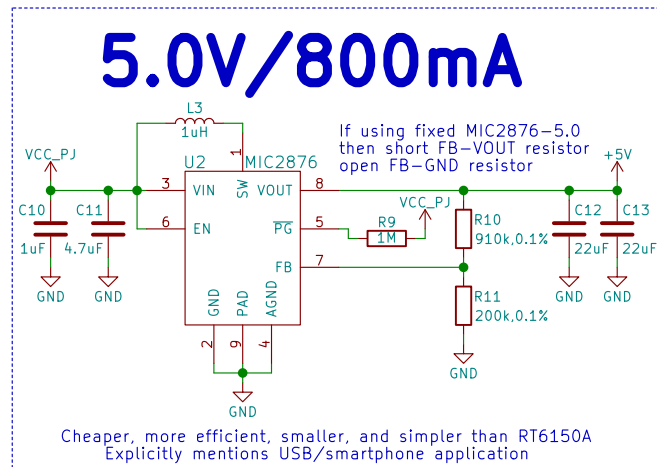 5.0V/800mA
L3
1uH
If using fixed MIC2876-5.0
then short FB-VOUT resistor
open FB-GND resistor
VCC_PJ
U2
MIC2876
+5V
1
SW
3
VIN
VOUT
8
VCC_PJ
C10
1uF
C11
4.7uF
6
EN
PG
5
R9
1M
R10
910k,0.1%
C12
22uF
C13
22uF
FB
7
GND
GND
GND
PAD
AGND
R11
200k,0.1%
GND
GND
2
9
4
GND
GND
Cheaper, more efficient, smaller, and simpler than RT6150A
Explicitly mentions USB/smartphone application